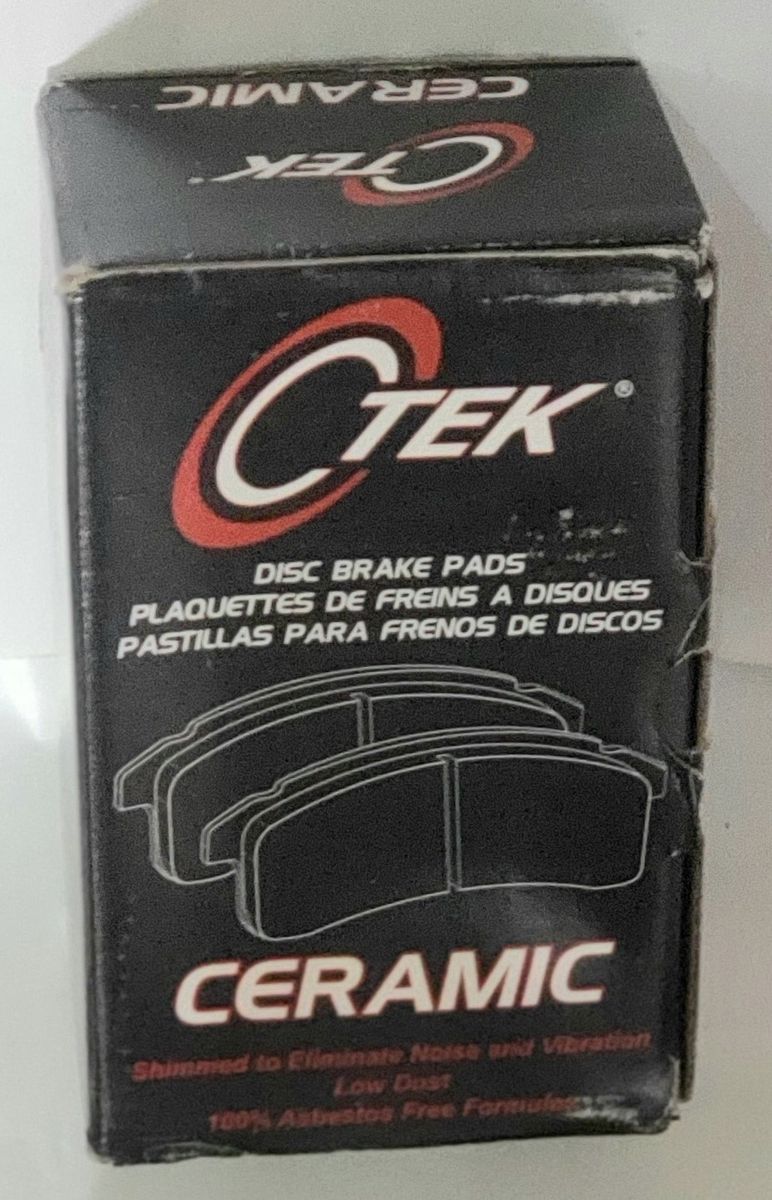 CERAMIC
CTEK
CTEK®
DISC BRAKE PADS
PLAQUETTES DE FREINS A DISQUES
PASTILLAS PARA FRENOS DE DISCOS
CERAMIC
Shimmed to Eliminate Noise and Vibration
Low Dust
100% Asbestos Free Formulas